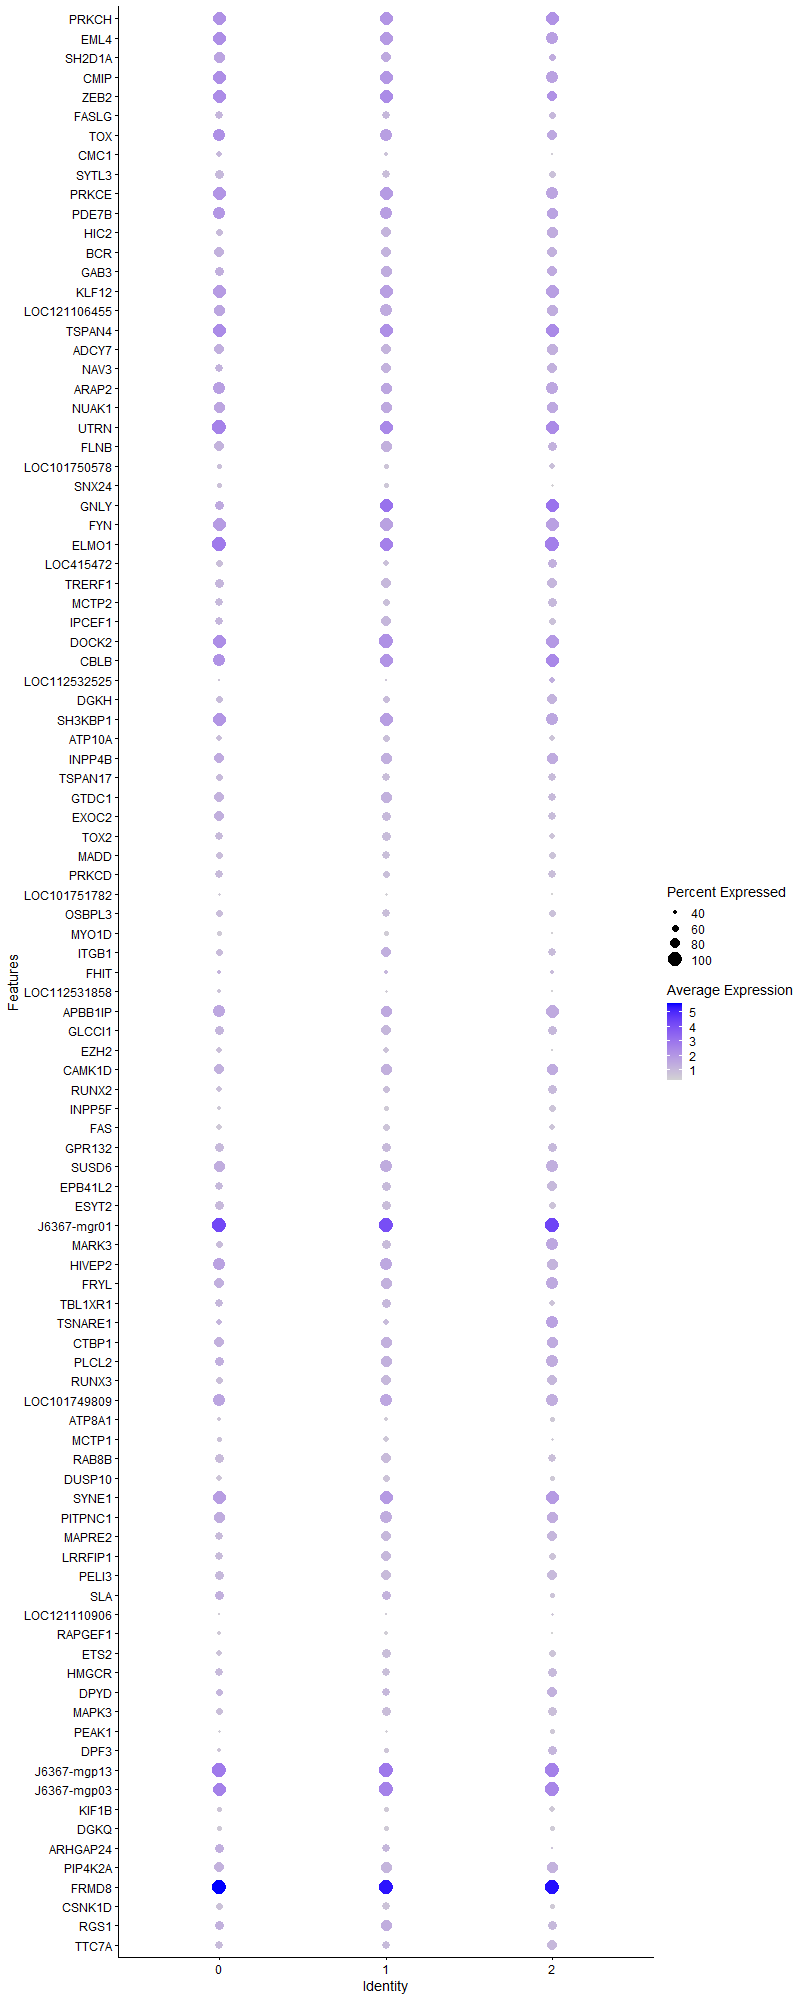 PRKCH
EML4
SH2D1A
CMIP
ZEB2
FASLG
TOX
CMC1
SYTL3
PRKCE
PDE7B
HIC2
BCR
GAB3
KLF12
LOC121106455
TSPAN4
ADCY7
NAV3
ARAP2
NUAK1
UTRN
FLNB
LOC101750578
SNX24
GNLY
FYN
ELMO1
LOC415472
TRERF1
MCTP2
IPCEF1
DOCK2
CBLB
LOC112532525
DGKH
SH3KBP1
ATP10A
INPP4B
TSPAN17
GTDC1
EXOC2
TOX2
MADD
PRKCD
LOC101751782
OSBPL3
MYO1D
ITGB1
FHIT
LOC112531858
APBB1IP
GLCCI1
EZH2
CAMK1D
RUNX2
INPP5F
FAS
GPR132
SUSD6
EPB41L2
ESYT2
J6367-mgr01
MARK3
HIVEP2
FRYL
TBL1XR1
TSNARE1
CTBP1
PLCL2
RUNX3
LOC101749809
ATP8A1
MCTP1
RAB8B
DUSP10
SYNE1
PITPNC1
MAPRE2
LRRFIP1
PELI3
SLA
LOC121110906
RAPGEF1
ETS2
HMGCR
DPYD
MAPK3
PEAK1
DPF3
J6367-mgp13
J6367-mgp03
KIF1B
DGKQ
ARHGAP24
PIP4K2A
FRMD8
CSNK1D
RGS1
TTC7A
Features
0 1 2
Identity
Percent Expressed
40
60
80
100
Average Expression
5
4
3
2
1